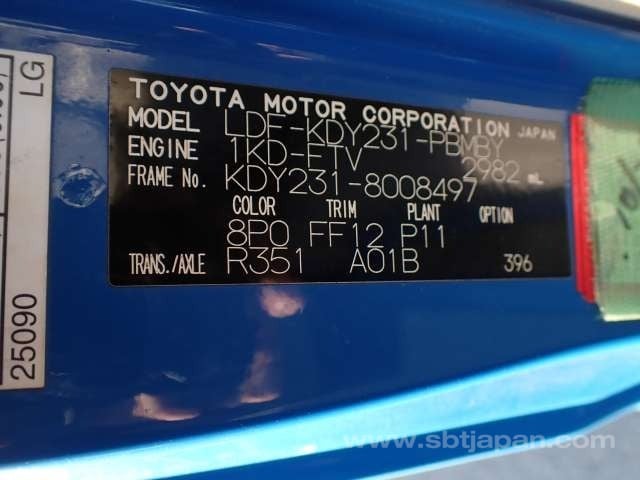 TOYOTA MOTOR CORPORATION JAPAN
MODEL LDF-KDY231-PBMBY
ENGINE 1KD-FTV 2982 mL
FRAME No. KDY231-8008497
COLOR TRIM PLANT OPTION
8P0 FF12 P11
TRANS./AXLE R351 A01B 396
LG
25090
www.sbtjapan.com